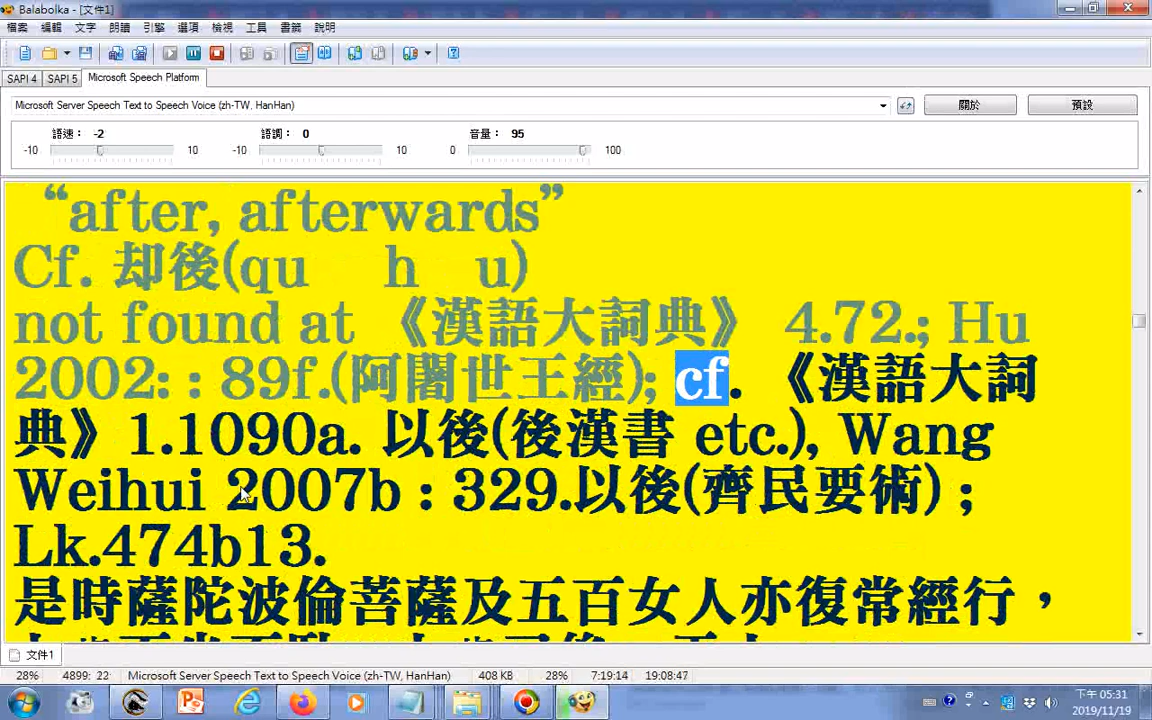 Balabolka - [文件1]
檔案 編輯 文字 朗讀 引擎 選項 檢視 工具 書籤 說明
SAPI 4 SAPI 5 Microsoft Speech Platform
Microsoft Server Speech Text to Speech Voice (zh-TW, HanHan) 關於 預設
語速： -2 語調： 0 音量： 95
-10 10 -10 10 0 100
“after, afterwards”
Cf. 却後(qu h u)
not found at 《漢語大詞典》 4.72.; Hu
2002: : 89f.(阿闍世王經); cf. 《漢語大詞
典》1.1090a. 以後(後漢書 etc.), Wang
Weihui 2007b : 329.以後(齊民要術) ;
Lk.474b13.
是時薩陀波倫菩薩及五百女人亦復常經行，
文件1
28% 4899: 22 Microsoft Server Speech Text to Speech Voice (zh-TW, HanHan) 408 KB 28% 7:19:14 19:08:47
下午 05:31
2019/11/19